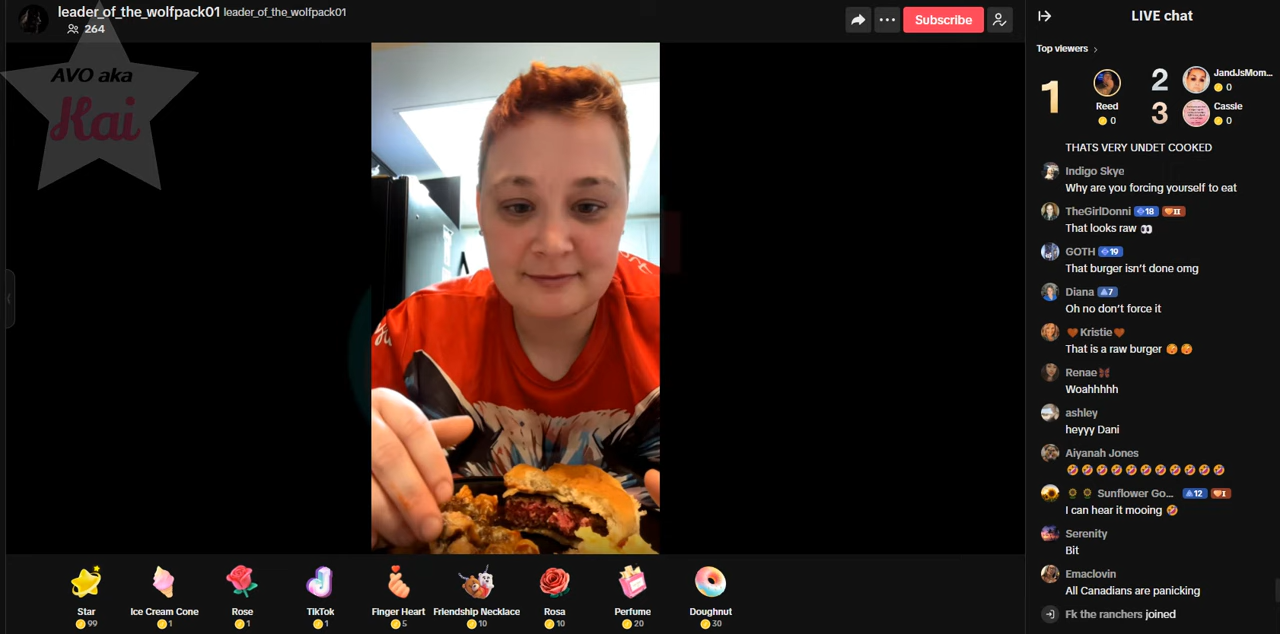 leader_of_the_wolfpack01 leader_of_the_wolfpack01
264
Subscribe
AVO aka
Kai
LIVE chat
Top viewers
1
Reed
0
2
JandJsMom...
0
3
Cassie
0
THATS VERY UNDET COOKED
Indigo Skye
Why are you forcing yourself to eat
TheGirlDonni 18 II
That looks raw 👀
GOTH 19
That burger isn't done omg
Diana 7
Oh no don't force it
🤎Kristie🤎
That is a raw burger 🥵 🥵
Renae🦋
Woahhhhh
ashley
heyyy Dani
Aiyanah Jones
🤣🤣🤣🤣🤣🤣🤣🤣🤣🤣🤣
🌻 🌻 Sunflower Go... 12 I
I can hear it mooing 🤣
Serenity
Bit
Emaclovin
All Canadians are panicking
Fk the ranchers joined
Star
99
Ice Cream Cone
1
Rose
1
TikTok
1
Finger Heart
5
Friendship Necklace
10
Rosa
10
Perfume
20
Doughnut
30